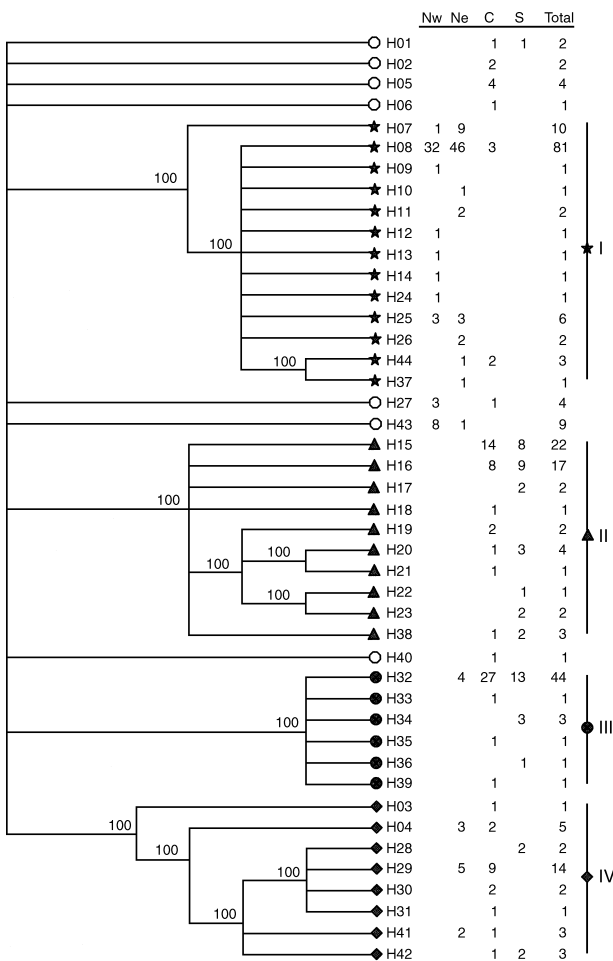 Nw Ne C S Total
H01 1 1 2
H02 2 2
H05 4 4
H06 1 1
H07 1 9 10
H08 32 46 3 81
H09 1 1
100
H10 1 1
H11 2 2
H12 1 1
100
H13 1 1
I
H14 1 1
H24 1 1
H25 3 3 6
H26 2 2
100
H44 1 2 3
H37 1 1
H27 3 1 4
H43 8 1 9
H15 14 8 22
H16 8 9 17
H17 2 2
100
H18 1 1
H19 2 2
II
100
H20 1 3 4
100
H21 1 1
100
H22 1 1
H23 2 2
H38 1 2 3
H40 1 1
H32 4 27 13 44
H33 1 1
100
H34 3 3
III
H35 1 1
H36 1 1
H39 1 1
H03 1 1
100
H04 3 2 5
100
H28 2 2
100
H29 5 9 14
IV
H30 2 2
100
H31 1 1
H41 2 1 3
H42 1 2 3